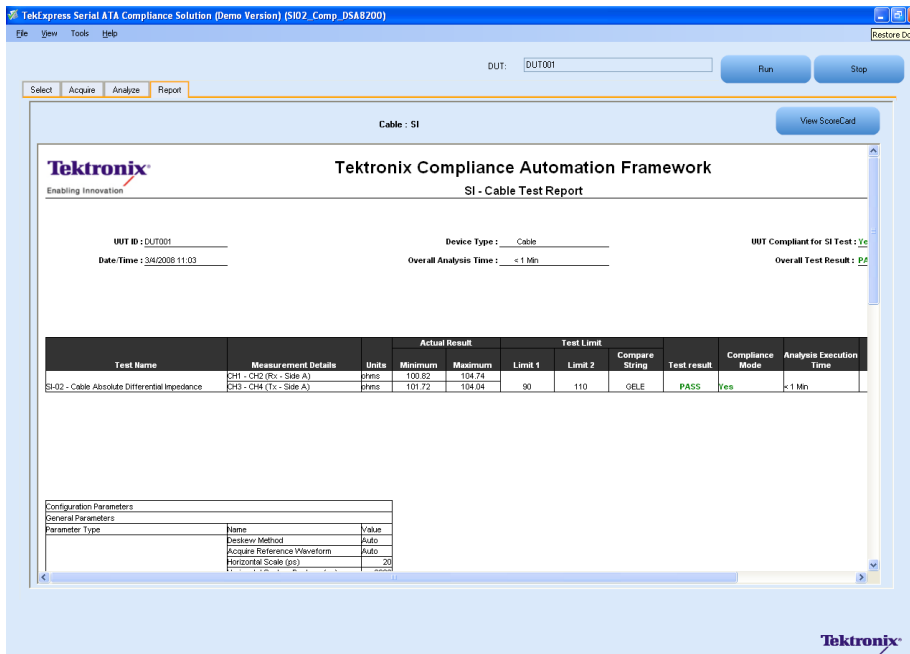 TekExpress Serial ATA Compliance Solution (Demo Version) (SI02_Comp_DSA8200)
File View Tools Help
Restore Do
DUT: DUT001 Run Stop
Select Acquire Analyze Report
Cable : SI View ScoreCard
Tektronix
Enabling Innovation
Tektronix Compliance Automation Framework
SI - Cable Test Report
UUT ID : DUT001 Device Type : Cable UUT Compliant for SI Test : Ye
Date/Time : 3/4/2008 11:03 Overall Analysis Time : < 1 Min Overall Test Result : PA
Actual Result Test Limit
Test Name Measurement Details Units Minimum Maximum Limit 1 Limit 2 Compare String Test result Compliance Mode Analysis Execution Time
CH1 - CH2 (Rx - Side A) ohms 100.82 104.74
SI-02 - Cable Absolute Differential Impedance CH3 - CH4 (Tx - Side A) ohms 101.72 104.04 90 110 GELE PASS Yes < 1 Min
Configuration Parameters
General Parameters
Parameter Type Name Value
Deskew Method Auto
Acquire Reference Waveform Auto
Horizontal Scale (ps) 20
Tektronix